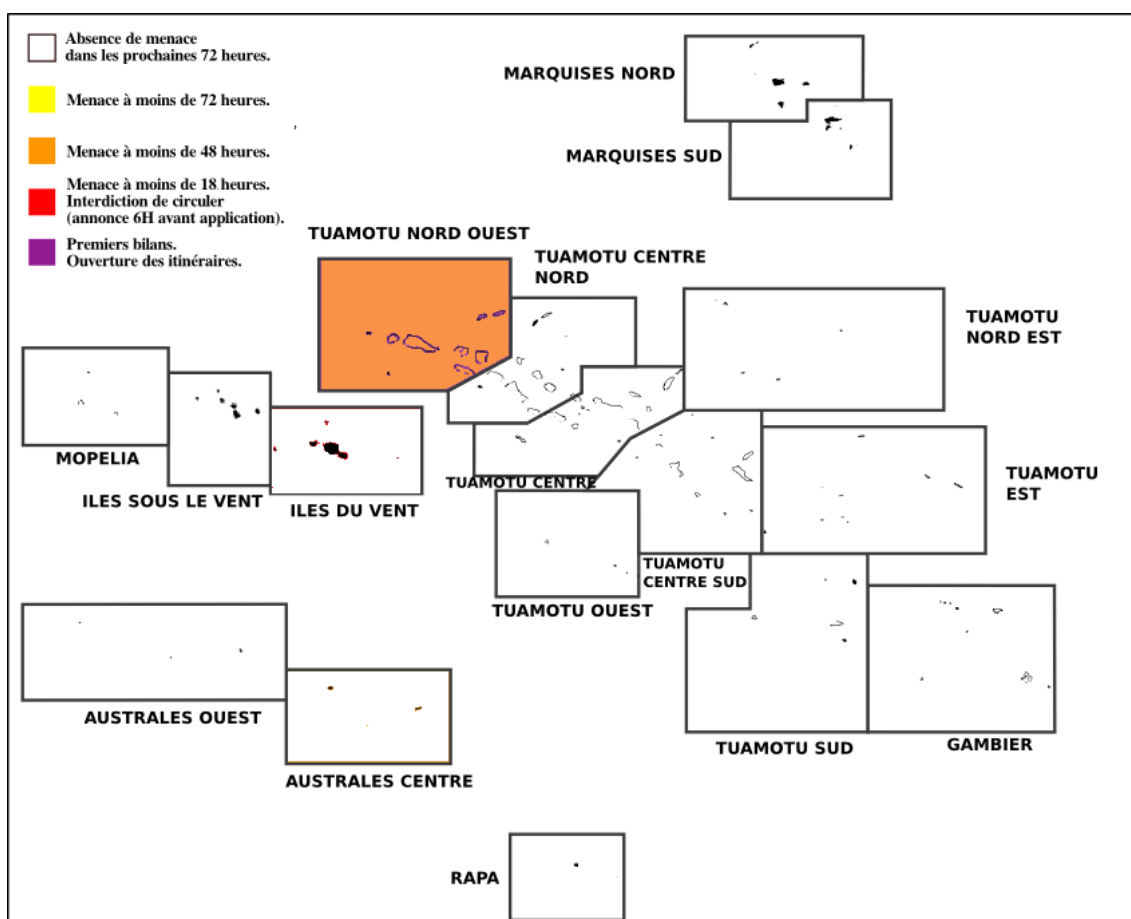 Absence de menace
dans les prochaines 72 heures.
Menace à moins de 72 heures.
Menace à moins de 48 heures.
Menace à moins de 18 heures.
Interdiction de circuler
(annonce 6H avant application).
Premiers bilans.
Ouverture des itinéraires.
MARQUISES NORD
MARQUISES SUD
TUAMOTU NORD OUEST
TUAMOTU CENTRE
NORD
TUAMOTU
NORD EST
MOPELIA
ILES SOUS LE VENT
ILES DU VENT
TUAMOTU CENTRE
TUAMOTU
EST
TUAMOTU
CENTRE SUD
TUAMOTU OUEST
AUSTRALES OUEST
AUSTRALES CENTRE
TUAMOTU SUD
GAMBIER
RAPA